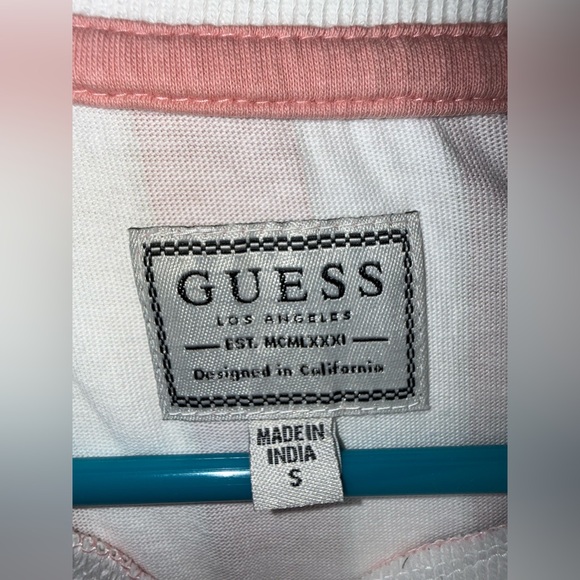 GUESS
LOS ANGELES
EST. MCMLXXXI
Designed in California
MADE IN
INDIA
S